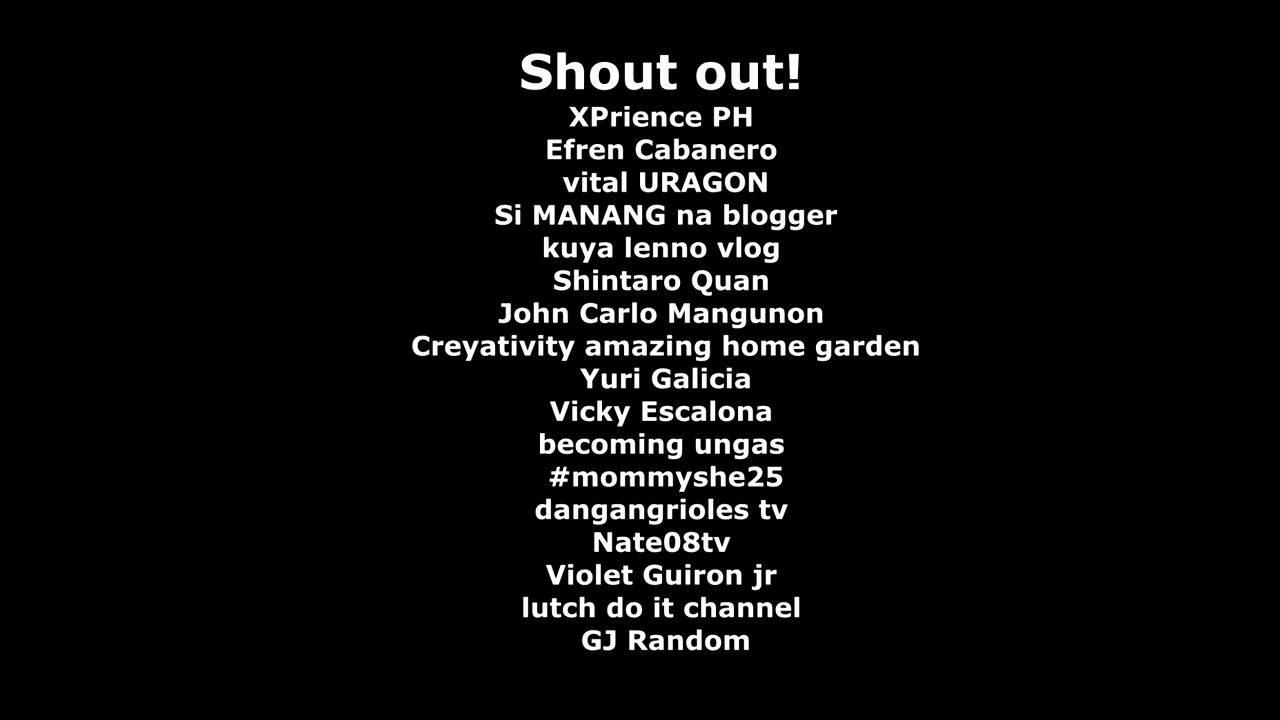 Shout out!
XPrience PH
Efren Cabanero
vital URAGON
Si MANANG na blogger
kuya lenno vlog
Shintaro Quan
John Carlo Mangunon
Creyativity amazing home garden
Yuri Galicia
Vicky Escalona
becoming ungas
#mommyshe25
dangangrioles tv
Nate08tv
Violet Guiron jr
lutch do it channel
GJ Random